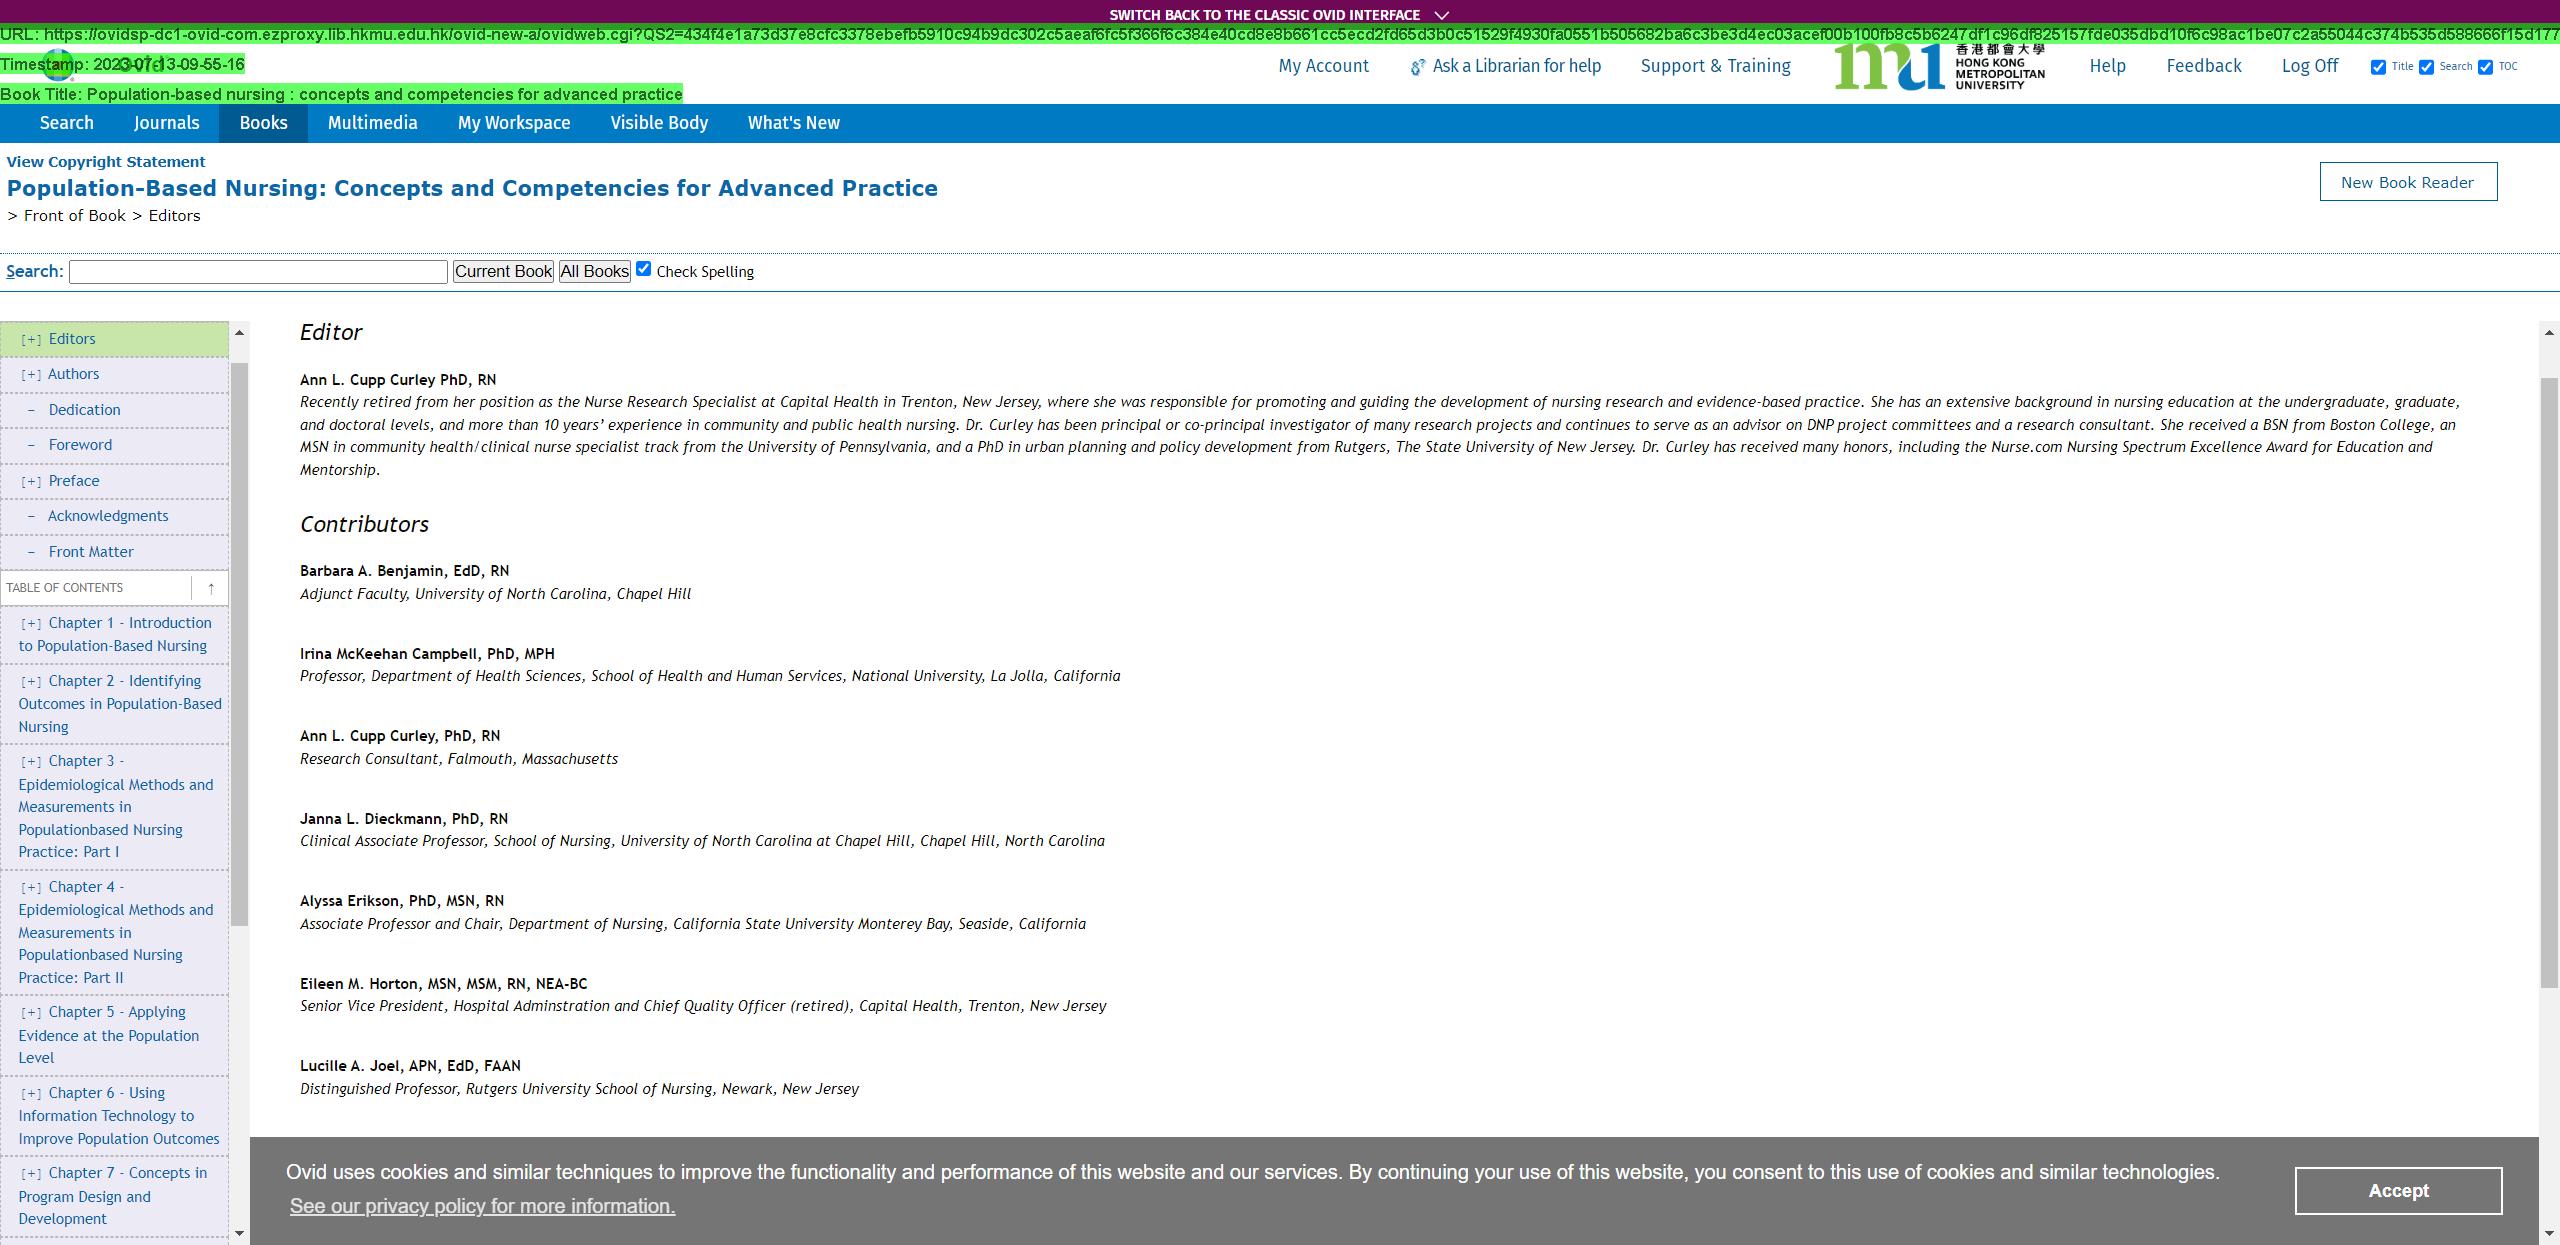 SWITCH BACK TO THE CLASSIC OVID INTERFACE
URL: https://ovidsp-dc1-ovid-com.ezproxy.lib.hkmu.edu.hk/ovid-new-a/ovidweb.cgi?QS2=434f4e1a73d37e8cfc3378ebefb5910c94b9dc302c5aeaf6fc5f366f6c384e40cd8e8b661cc5ecd2fd65d3b0c51529f4930fa0551b505682ba6c3be3d4ec03acef00b100fb8c5b6247df1c96df825157fde035dbd10f6c98ac1be07c2a55044c374b535d588666f15d177
Timestamp: 2023-07-13-09-55-16
Book Title: Population-based nursing : concepts and competencies for advanced practice
My Account
Ask a Librarian for help
Support & Training
mu
香港都會大學
HONG KONG
METROPOLITAN
UNIVERSITY
Help
Feedback
Log Off
Title
Search
TOC
Search Journals Books Multimedia My Workspace Visible Body What's New
View Copyright Statement
Population-Based Nursing: Concepts and Competencies for Advanced Practice
New Book Reader
> Front of Book > Editors
Search: Current Book All Books Check Spelling
[+] Editors
[+] Authors
– Dedication
– Foreword
[+] Preface
– Acknowledgments
– Front Matter
TABLE OF CONTENTS ↑
[+] Chapter 1 - Introduction
to Population-Based Nursing
[+] Chapter 2 - Identifying
Outcomes in Population-Based
Nursing
[+] Chapter 3 -
Epidemiological Methods and
Measurements in
Populationbased Nursing
Practice: Part I
[+] Chapter 4 -
Epidemiological Methods and
Measurements in
Populationbased Nursing
Practice: Part II
[+] Chapter 5 - Applying
Evidence at the Population
Level
[+] Chapter 6 - Using
Information Technology to
Improve Population Outcomes
[+] Chapter 7 - Concepts in
Program Design and
Development
Editor
Ann L. Cupp Curley PhD, RN
Recently retired from her position as the Nurse Research Specialist at Capital Health in Trenton, New Jersey, where she was responsible for promoting and guiding the development of nursing research and evidence-based practice. She has an extensive background in nursing education at the undergraduate, graduate,
and doctoral levels, and more than 10 years’ experience in community and public health nursing. Dr. Curley has been principal or co-principal investigator of many research projects and continues to serve as an advisor on DNP project committees and a research consultant. She received a BSN from Boston College, an
MSN in community health/clinical nurse specialist track from the University of Pennsylvania, and a PhD in urban planning and policy development from Rutgers, The State University of New Jersey. Dr. Curley has received many honors, including the Nurse.com Nursing Spectrum Excellence Award for Education and
Mentorship.
Contributors
Barbara A. Benjamin, EdD, RN
Adjunct Faculty, University of North Carolina, Chapel Hill
Irina McKeehan Campbell, PhD, MPH
Professor, Department of Health Sciences, School of Health and Human Services, National University, La Jolla, California
Ann L. Cupp Curley, PhD, RN
Research Consultant, Falmouth, Massachusetts
Janna L. Dieckmann, PhD, RN
Clinical Associate Professor, School of Nursing, University of North Carolina at Chapel Hill, Chapel Hill, North Carolina
Alyssa Erikson, PhD, MSN, RN
Associate Professor and Chair, Department of Nursing, California State University Monterey Bay, Seaside, California
Eileen M. Horton, MSN, MSM, RN, NEA-BC
Senior Vice President, Hospital Adminstration and Chief Quality Officer (retired), Capital Health, Trenton, New Jersey
Lucille A. Joel, APN, EdD, FAAN
Distinguished Professor, Rutgers University School of Nursing, Newark, New Jersey
Ovid uses cookies and similar techniques to improve the functionality and performance of this website and our services. By continuing your use of this website, you consent to this use of cookies and similar technologies.
See our privacy policy for more information.
Accept